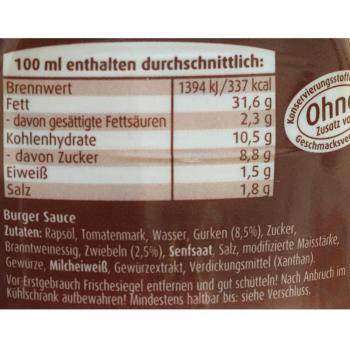 100 ml enthalten durchschnittlich:
Brennwert 1394 kJ/337 kcal
Fett 31,6 g
- davon gesättigte Fettsäuren 2,3 g
Kohlenhydrate 10,5 g
- davon Zucker 8,8 g
Eiweiß 1,5 g
Salz 1,8 g
Konservierungsstoff
Ohne
Zusatz vo
Geschmacksver
Burger Sauce
Zutaten: Rapsöl, Tomatenmark, Wasser, Gurken (8,5%), Zucker,
Branntweinessig, Zwiebeln (2,5%), Senfsaat, Salz, modifizierte Maisstärke,
Gewürze, Milcheiweiß, Gewürzextrakt, Verdickungsmittel (Xanthan).
Vor Erstgebrauch Frischesiegel entfernen und gut schütteln! Nach Anbruch im
Kühlschrank aufbewahren! Mindestens haltbar bis: siehe Verschluss.